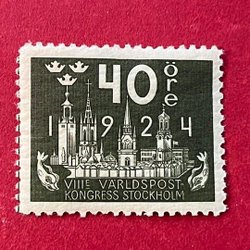 40 öre
1924
VIIIE VÄRLDSPOST
KONGRESS STOCKHOLM